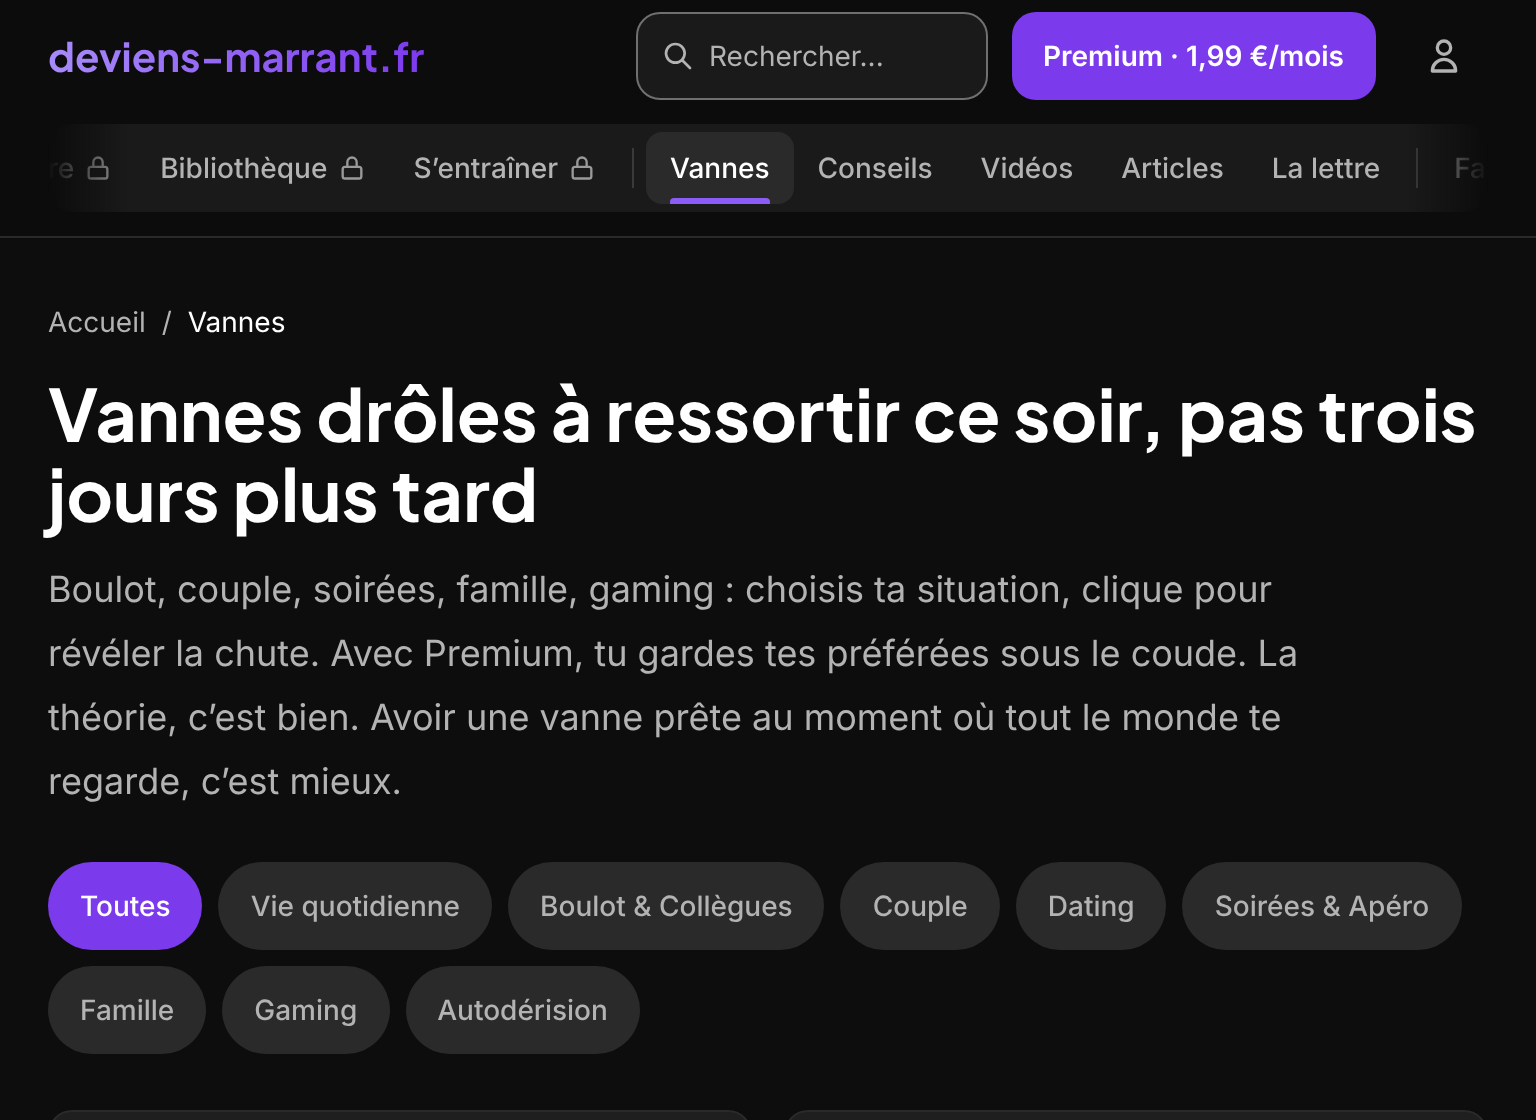 deviens-marrant.fr
Rechercher...
Premium · 1,99 €/mois
re Bibliothèque S’entraîner Vannes Conseils Vidéos Articles La lettre Fa
Accueil / Vannes
Vannes drôles à ressortir ce soir, pas trois
jours plus tard
Boulot, couple, soirées, famille, gaming : choisis ta situation, clique pour
révéler la chute. Avec Premium, tu gardes tes préférées sous le coude. La
théorie, c’est bien. Avoir une vanne prête au moment où tout le monde te
regarde, c’est mieux.
Toutes Vie quotidienne Boulot & Collègues Couple Dating Soirées & Apéro
Famille Gaming Autodérision